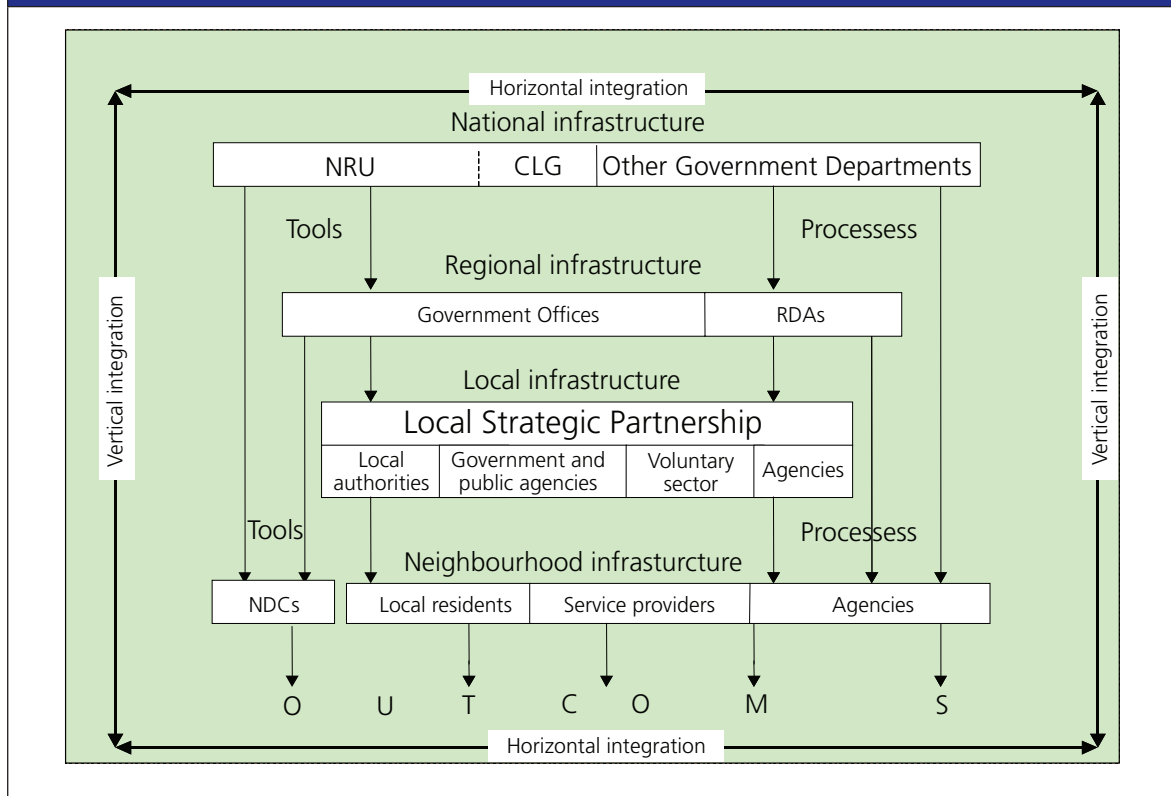 Horizontal integration
National infrastructure
NRU CLG Other Government Departments
Tools Processess
Regional infrastructure
Vertical integration
Government Offices RDAs
Vertical integration
Local infrastructure
Local Strategic Partnership
Local authorities
Government and public agencies
Voluntary sector
Agencies
Tools Processess
Neighbourhood infrasturcture
NDCs Local residents Service providers Agencies
O U T C O M S
Horizontal integration